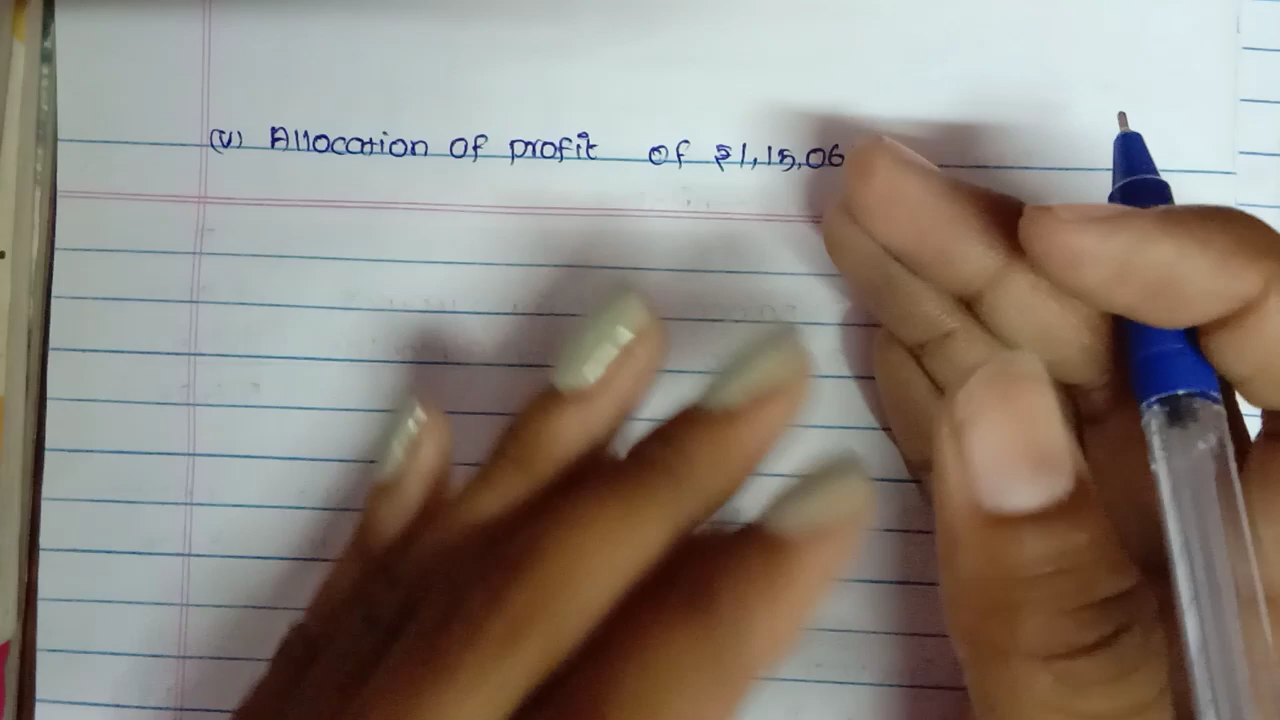 (V) Allocation of profit of ₹1,15,06